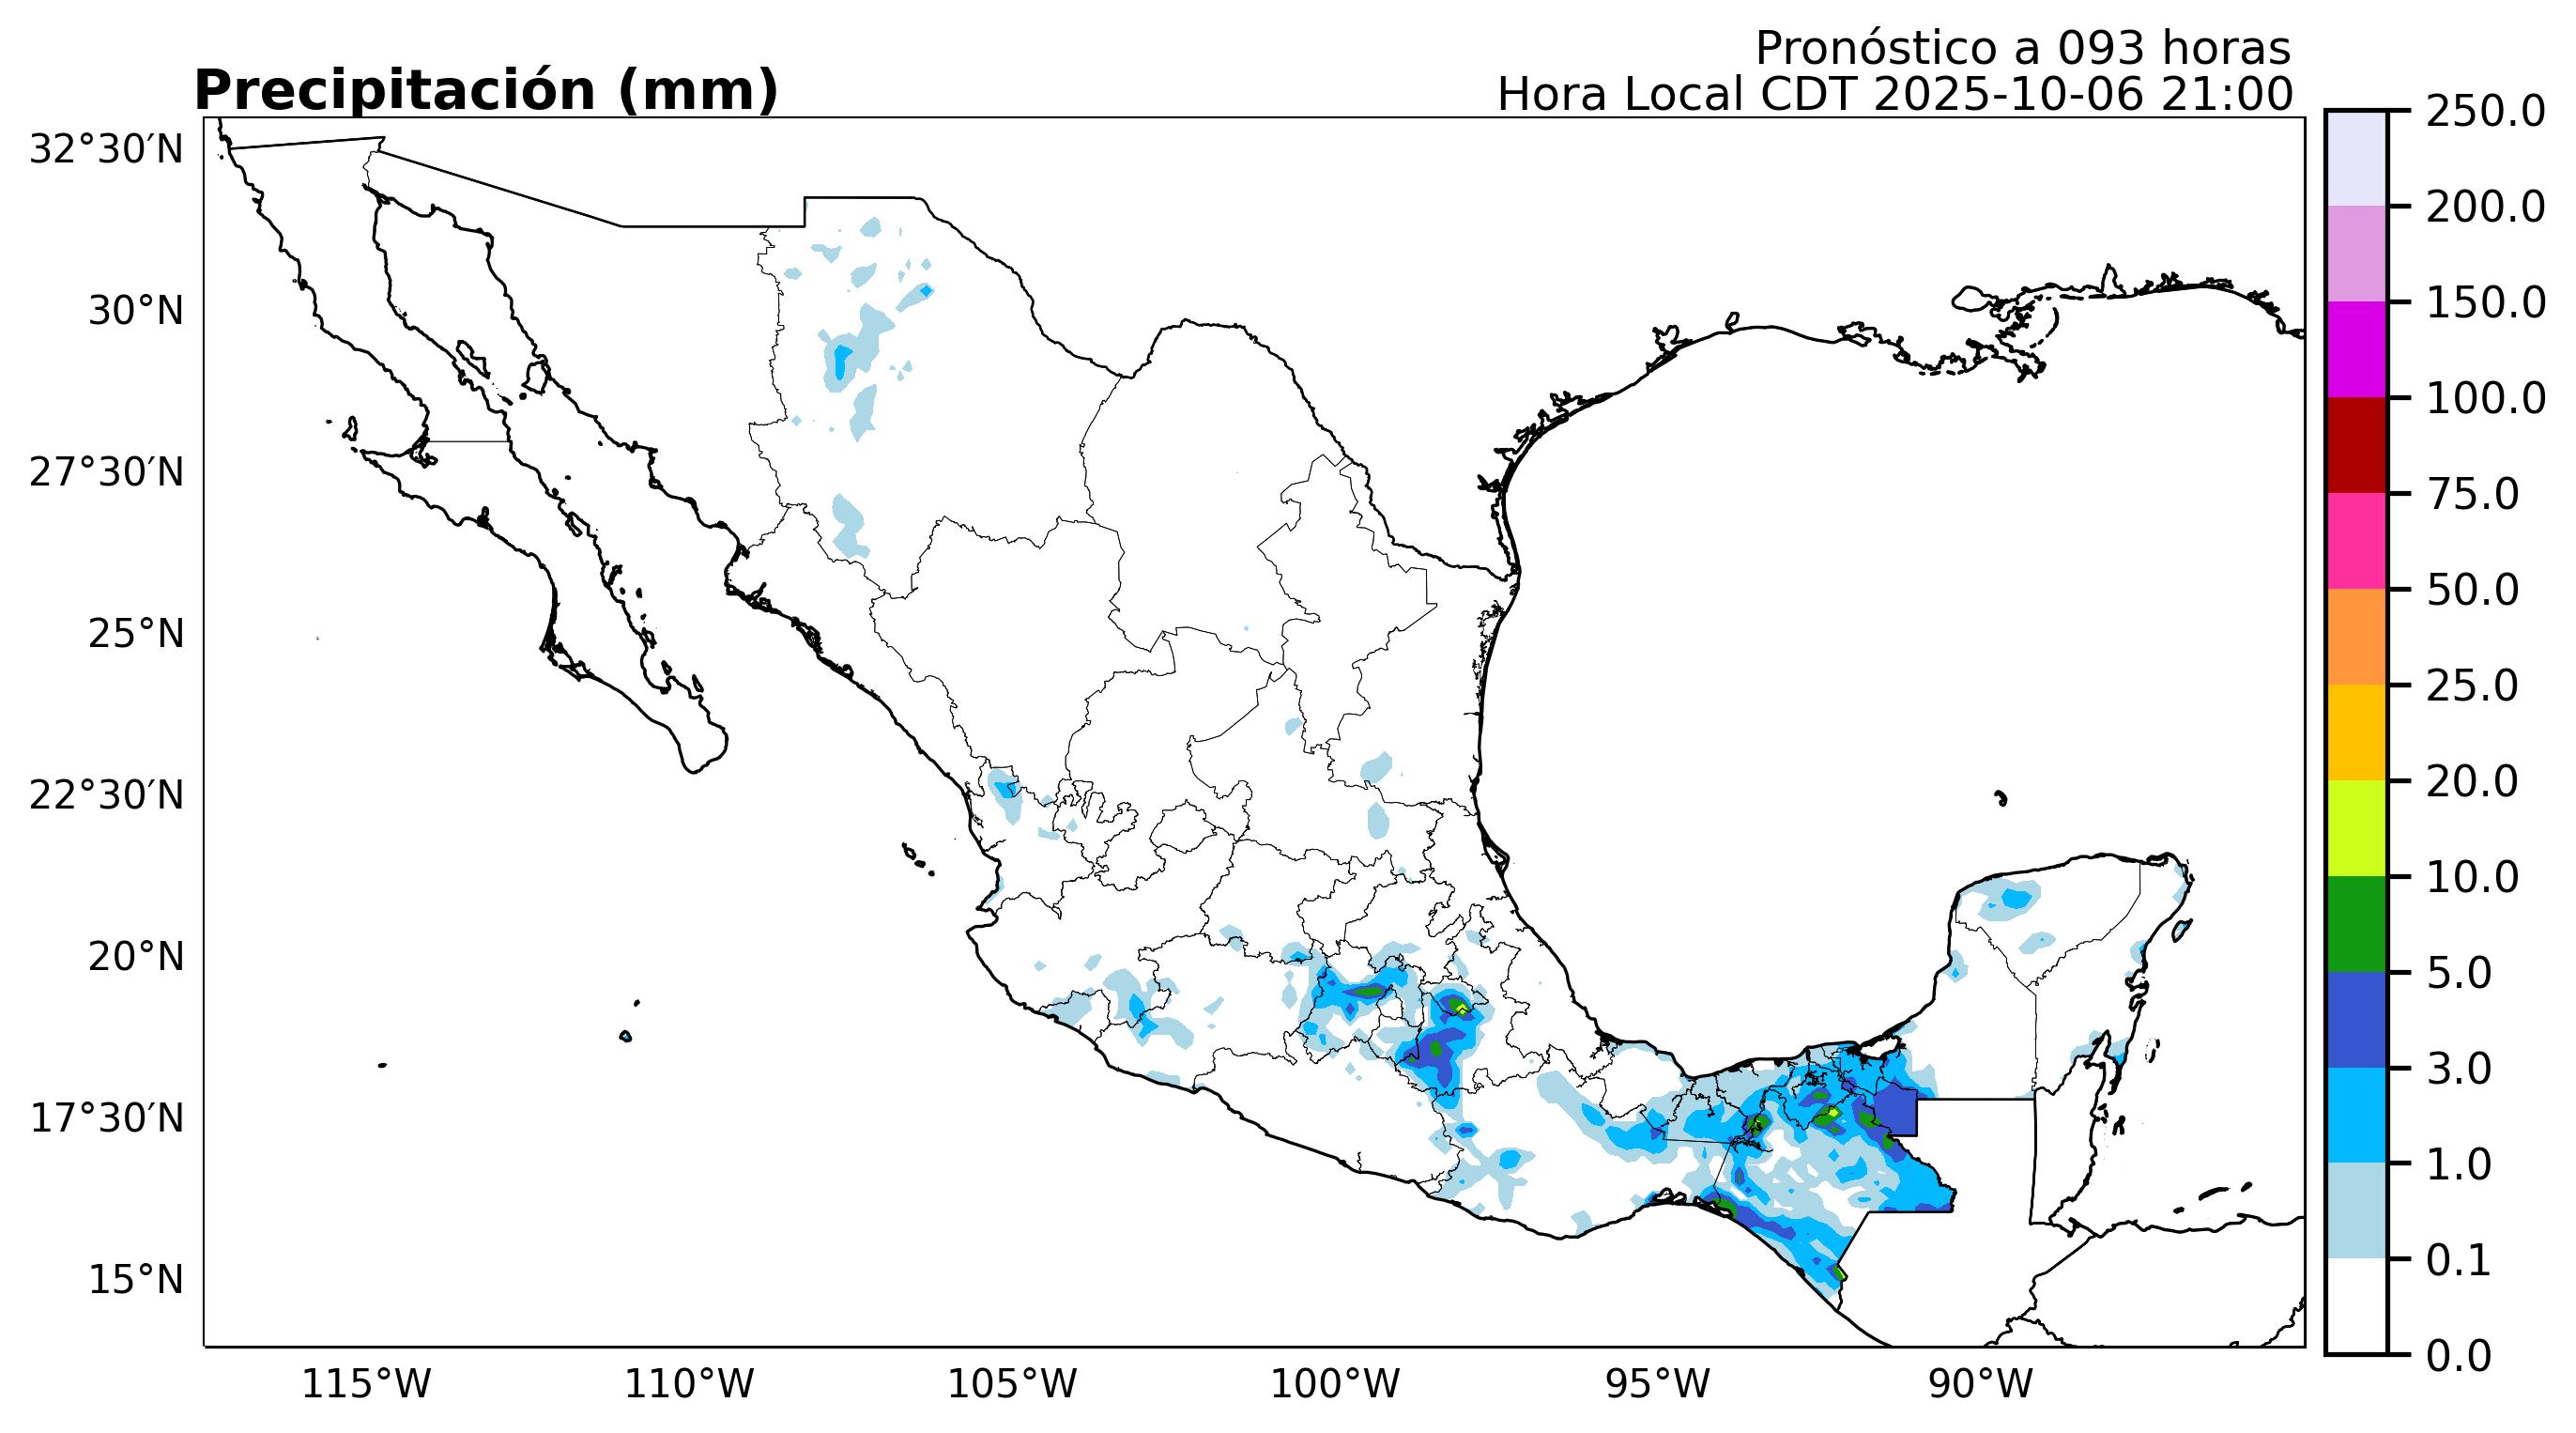 Pronóstico a 093 horas
Precipitación (mm)
Hora Local CDT 2025-10-06 21:00
32°30′N
30°N
27°30′N
25°N
22°30′N
20°N
17°30′N
15°N
115°W
110°W
105°W
100°W
95°W
90°W
250.0
200.0
150.0
100.0
75.0
50.0
25.0
20.0
10.0
5.0
3.0
1.0
0.1
0.0